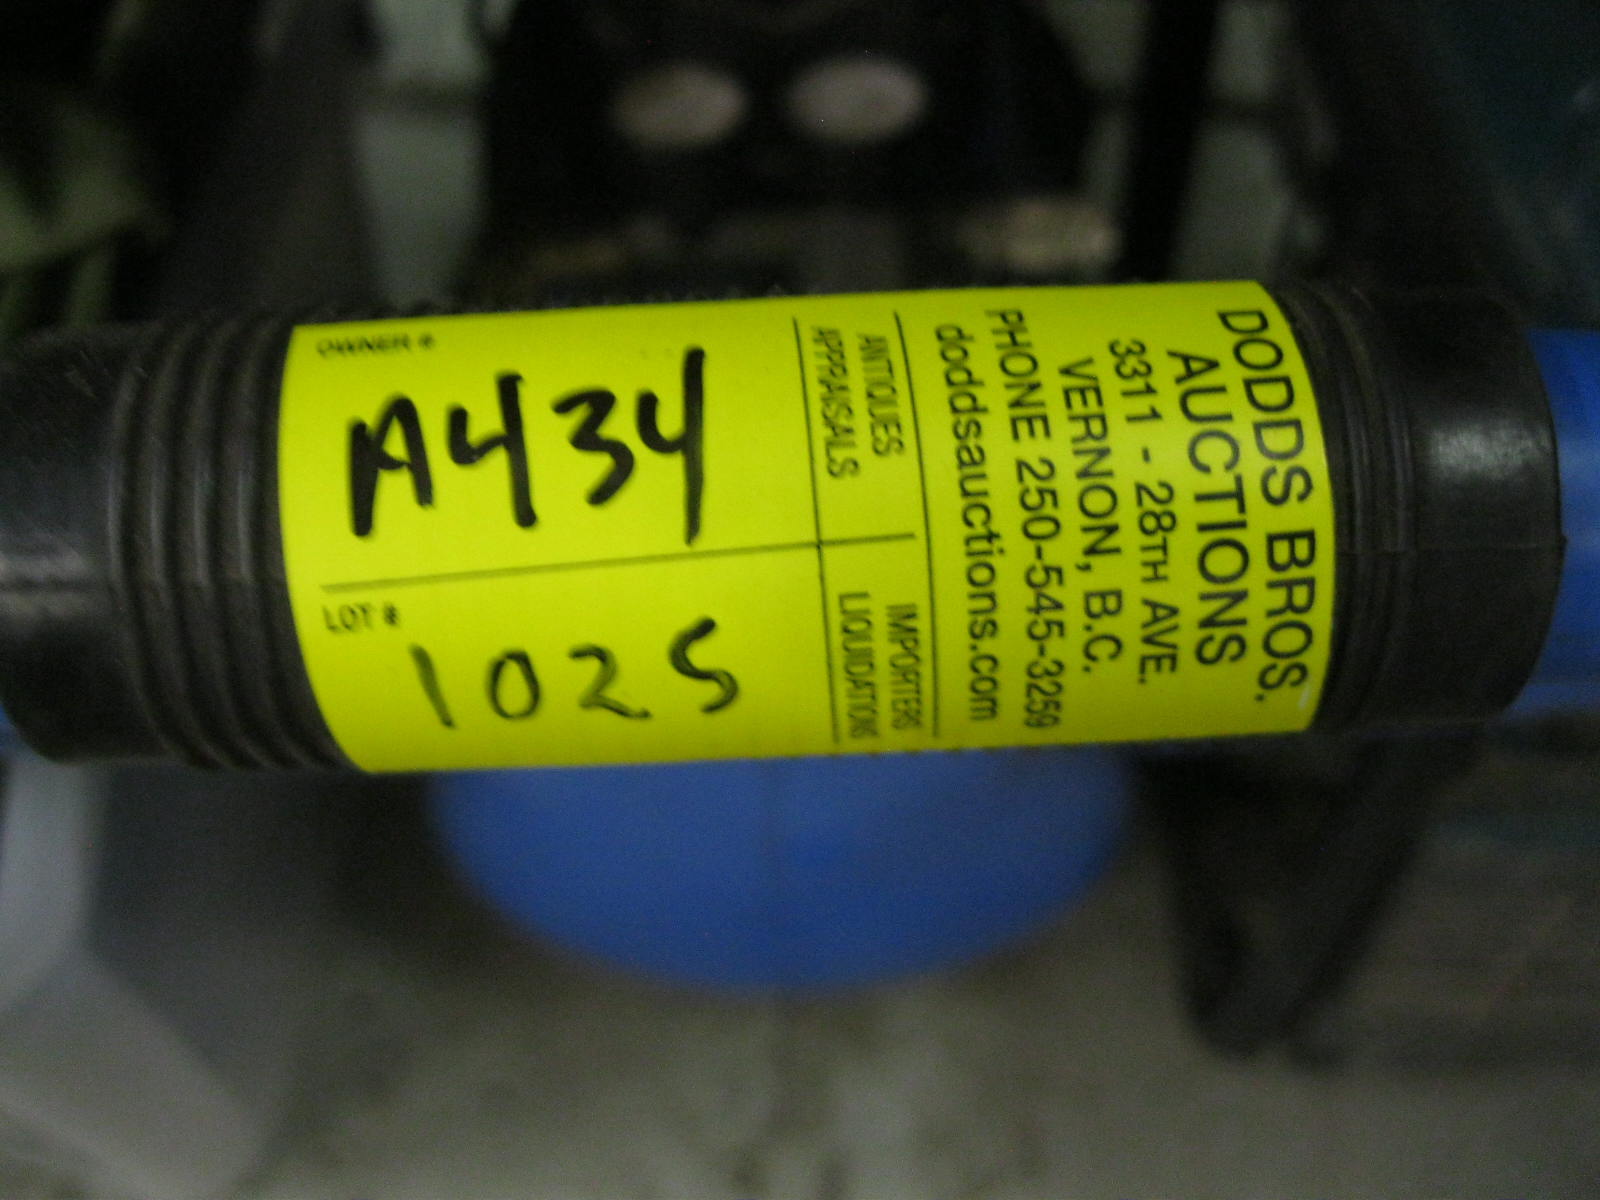 DODDS BROS.
AUCTIONS
3311 - 28TH AVE.
VERNON, B.C.
PHONE 250-545-3259
doddsauctions.com
ANTIQUES
APPRAISALS
IMPORTERS
LIQUIDATIONS
OWNER #
A434
LOT #
1025